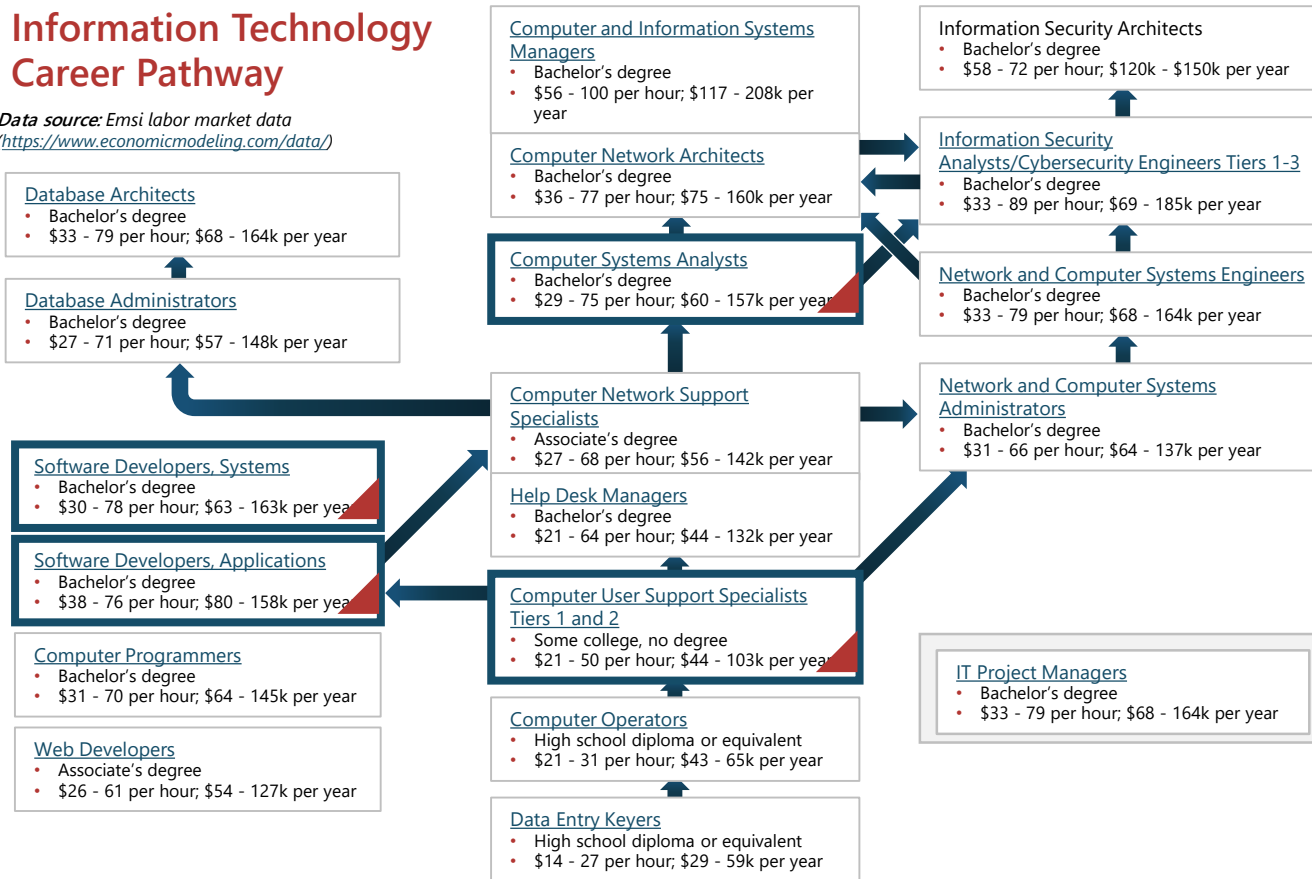 Information Technology
Career Pathway
Data source: Emsi labor market data
(https://www.economicmodeling.com/data/)
Database Architects
• Bachelor's degree
• $33 - 79 per hour; $68 - 164k per year
Database Administrators
• Bachelor's degree
• $27 - 71 per hour; $57 - 148k per year
Software Developers, Systems
• Bachelor's degree
• $30 - 78 per hour; $63 - 163k per year
Software Developers, Applications
• Bachelor's degree
• $38 - 76 per hour; $80 - 158k per year
Computer Programmers
• Bachelor's degree
• $31 - 70 per hour; $64 - 145k per year
Web Developers
• Associate's degree
• $26 - 61 per hour; $54 - 127k per year
Computer and Information Systems
Managers
• Bachelor's degree
• $56 - 100 per hour; $117 - 208k per
year
Computer Network Architects
• Bachelor's degree
• $36 - 77 per hour; $75 - 160k per year
Computer Systems Analysts
• Bachelor's degree
• $29 - 75 per hour; $60 - 157k per year
Computer Network Support
Specialists
• Associate's degree
• $27 - 68 per hour; $56 - 142k per year
Help Desk Managers
• Bachelor's degree
• $21 - 64 per hour; $44 - 132k per year
Computer User Support Specialists
Tiers 1 and 2
• Some college, no degree
• $21 - 50 per hour; $44 - 103k per year
Computer Operators
• High school diploma or equivalent
• $21 - 31 per hour; $43 - 65k per year
Data Entry Keyers
• High school diploma or equivalent
• $14 - 27 per hour; $29 - 59k per year
Information Security Architects
• Bachelor's degree
• $58 - 72 per hour; $120k - $150k per year
Information Security
Analysts/Cybersecurity Engineers Tiers 1-3
• Bachelor's degree
• $33 - 89 per hour; $69 - 185k per year
Network and Computer Systems Engineers
• Bachelor's degree
• $33 - 79 per hour; $68 - 164k per year
Network and Computer Systems
Administrators
• Bachelor's degree
• $31 - 66 per hour; $64 - 137k per year
IT Project Managers
• Bachelor's degree
• $33 - 79 per hour; $68 - 164k per year